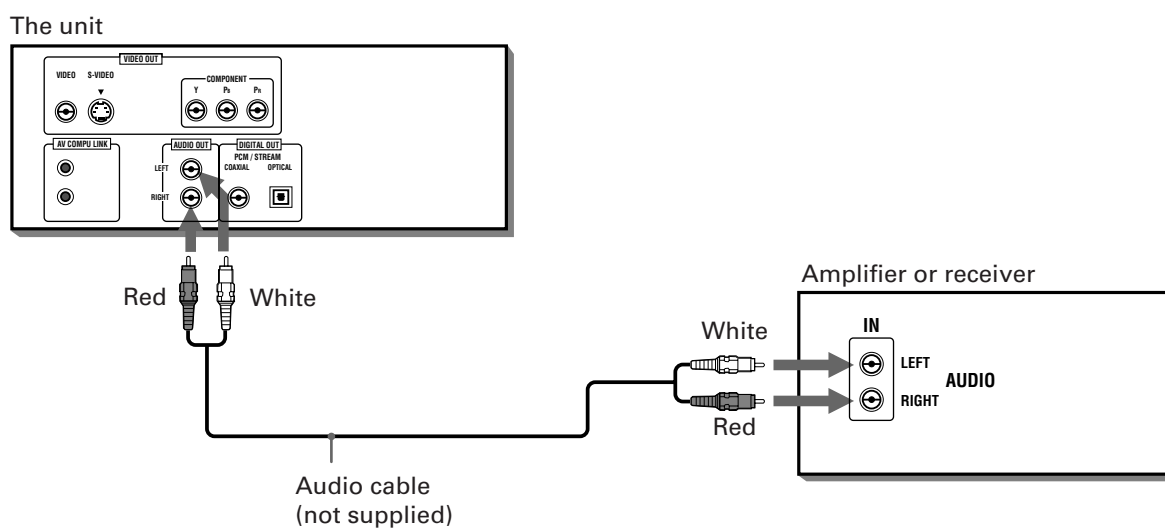 The unit
VIDEO OUT
VIDEO S-VIDEO
COMPONENT
Y PB PR
AV COMPU LINK
AUDIO OUT
LEFT
RIGHT
DIGITAL OUT
PCM / STREAM
COAXIAL OPTICAL
Red
White
Audio cable
(not supplied)
Amplifier or receiver
White
Red
IN
LEFT
RIGHT
AUDIO